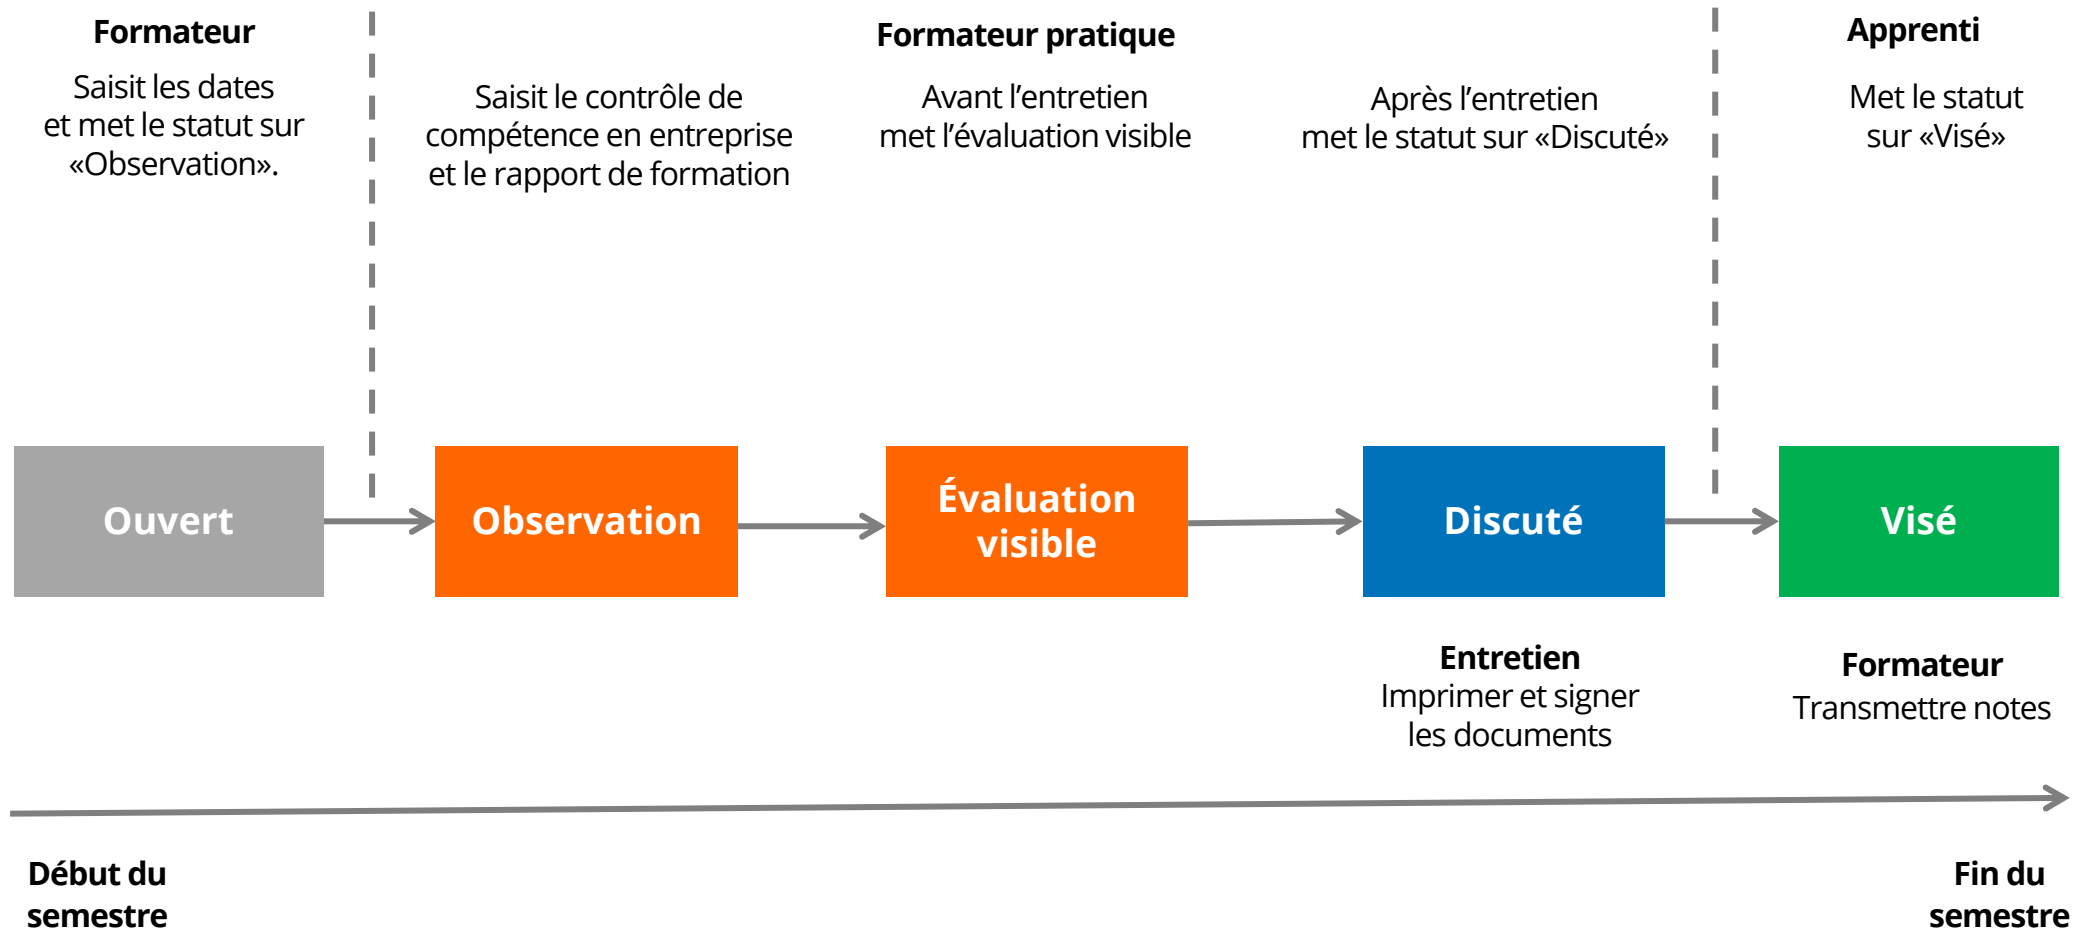 Formateur
Saisit les dates
et met le statut sur
«Observation».
Formateur pratique
Saisit le contrôle de
compétence en entreprise
et le rapport de formation
Avant l’entretien
met l’évaluation visible
Après l’entretien
met le statut sur «Discuté»
Apprenti
Met le statut
sur «Visé»
Ouvert
Observation
Évaluation
visible
Discuté
Visé
Entretien
Imprimer et signer
les documents
Formateur
Transmettre notes
Début du
semestre
Fin du
semestre